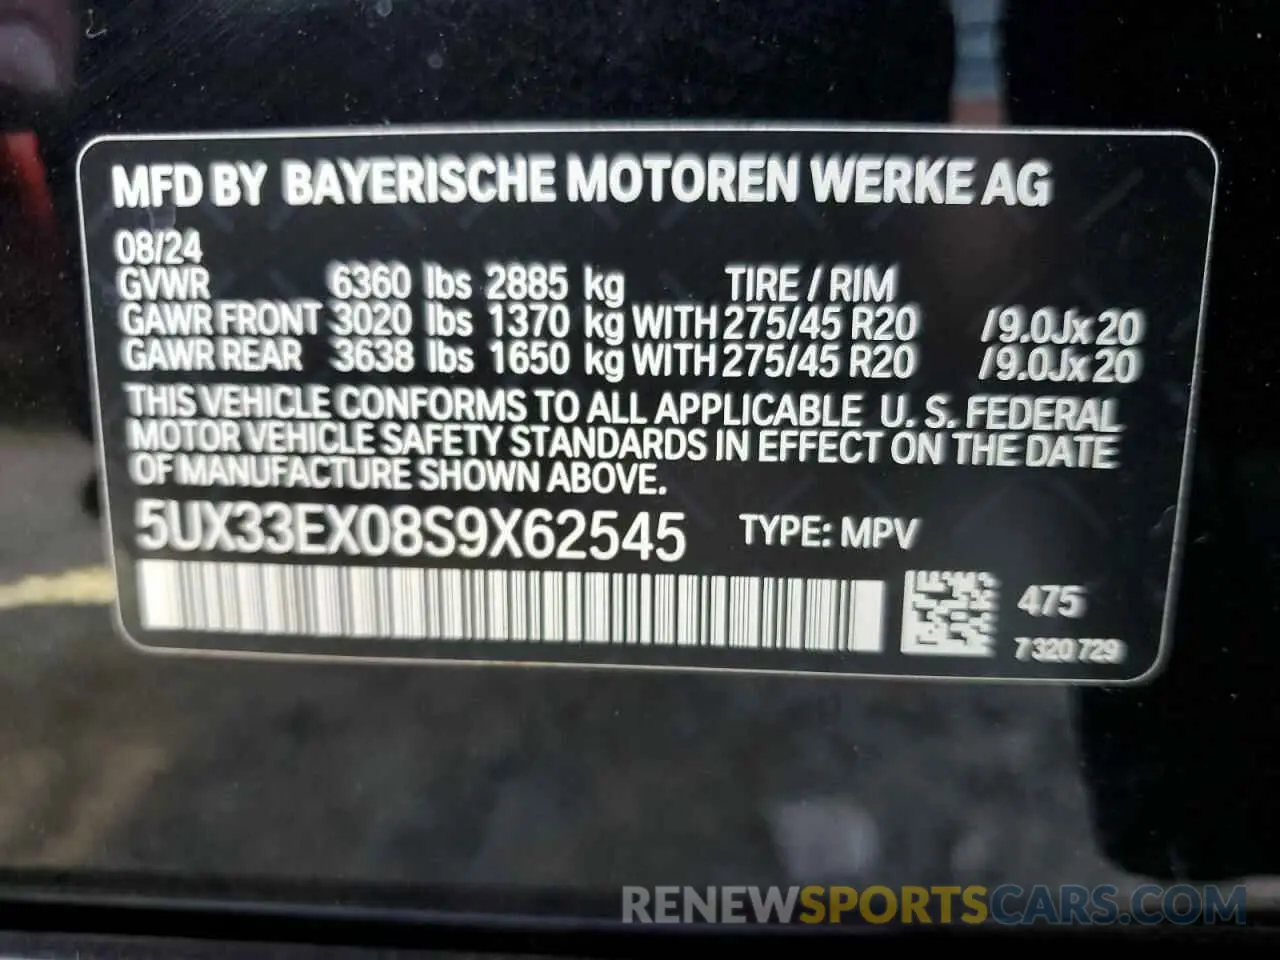 MFD BY BAYERISCHE MOTOREN WERKE AG
08/24
GVWR 6360 lbs 2885 kg TIRE / RIM
GAWR FRONT 3020 lbs 1370 kg WITH 275/45 R20 /9.0Jx20
GAWR REAR 3638 lbs 1650 kg WITH 275/45 R20 /9.0Jx20
THIS VEHICLE CONFORMS TO ALL APPLICABLE U. S. FEDERAL
MOTOR VEHICLE SAFETY STANDARDS IN EFFECT ON THE DATE
OF MANUFACTURE SHOWN ABOVE.
5UX33EX08S9X62545 TYPE: MPV
475
7 320 729
RENEWSPORTSCARS.COM